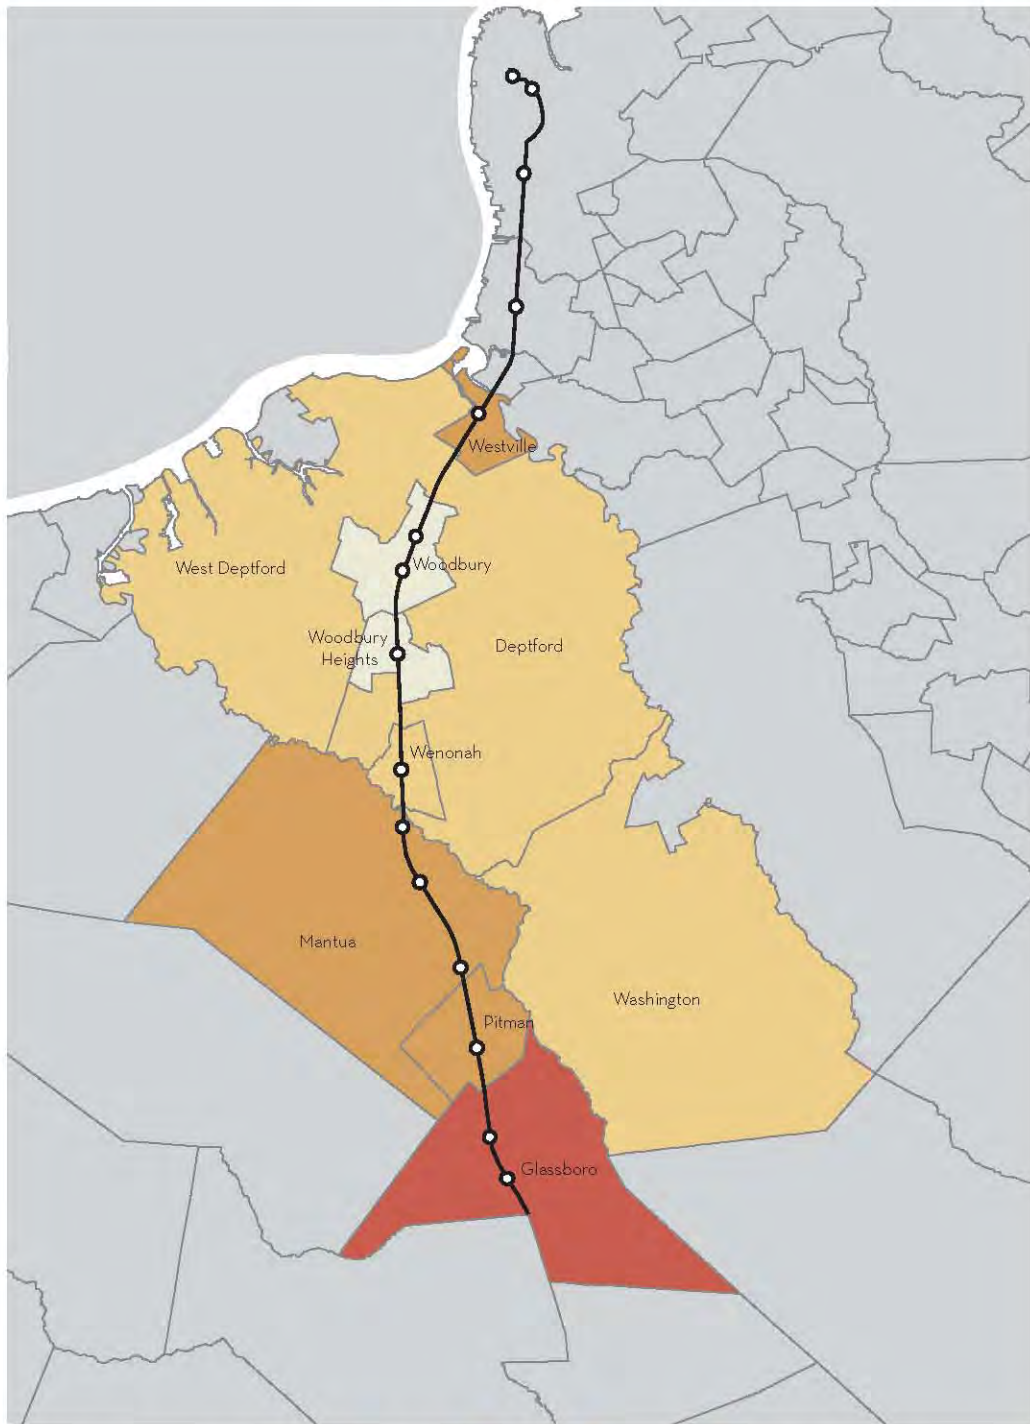 Westville
West Deptford
Woodbury
Woodbury
Heights
Deptford
Wenonah
Mantua
Washington
Pitman
Glassboro